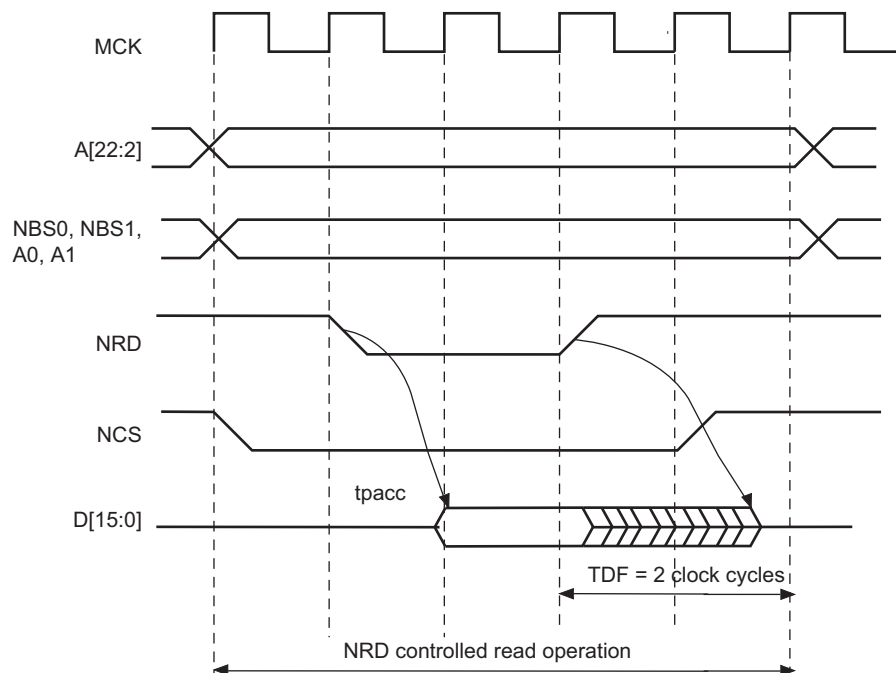 MCK
A[22:2]
NBS0, NBS1,
A0, A1
NRD
NCS
tpacc
D[15:0]
TDF = 2 clock cycles
NRD controlled read operation